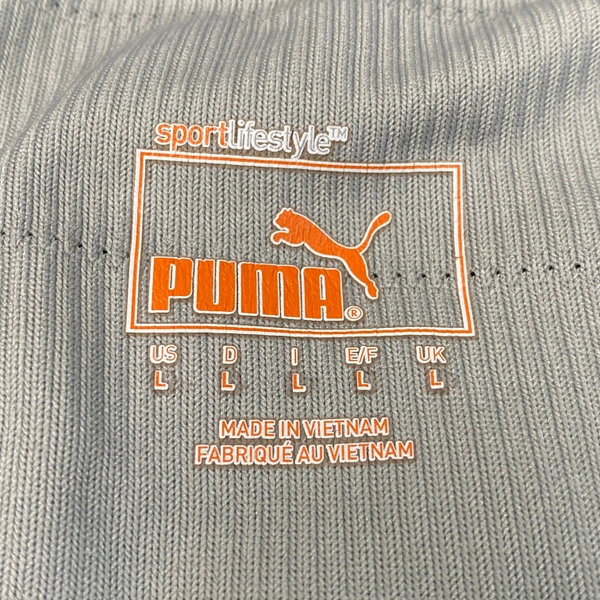 sportlifestyle™
PUMA®
US D I E/F UK
L L L L L
MADE IN VIETNAM
FABRIQUÉ AU VIETNAM